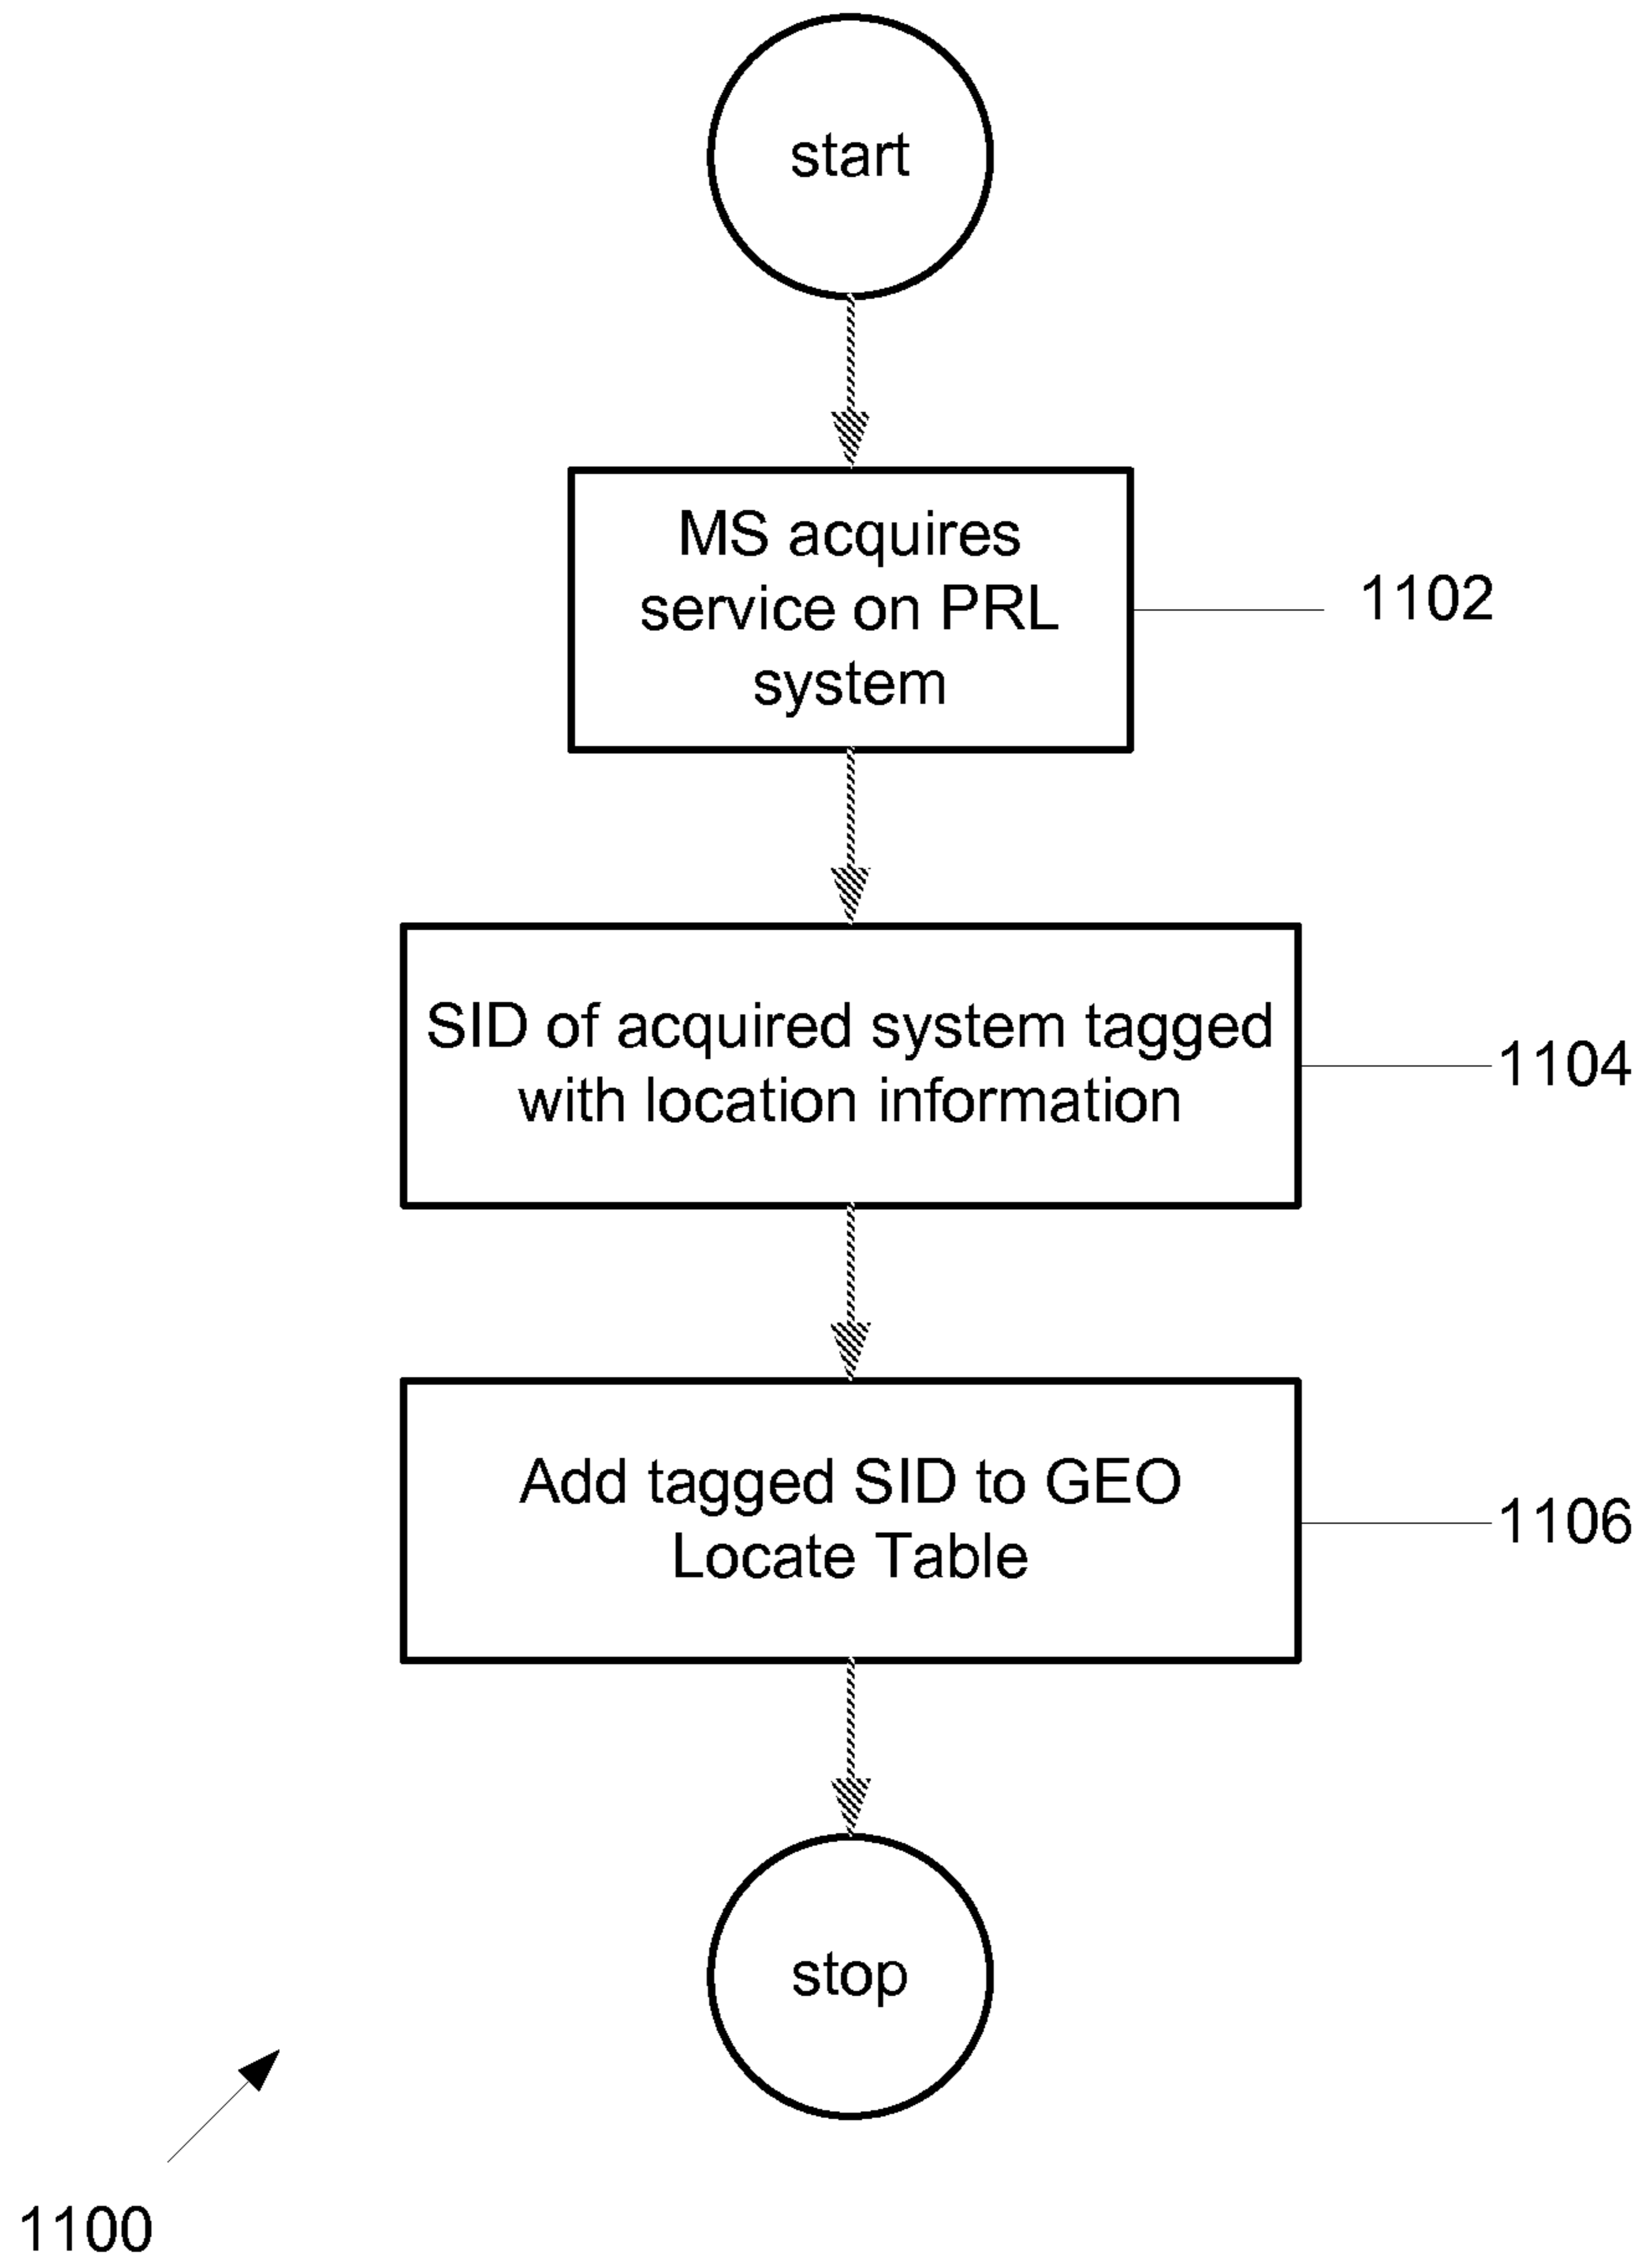 start
MS acquires
service on PRL
system
1102
SID of acquired system tagged
with location information
1104
Add tagged SID to GEO
Locate Table
1106
stop
1100